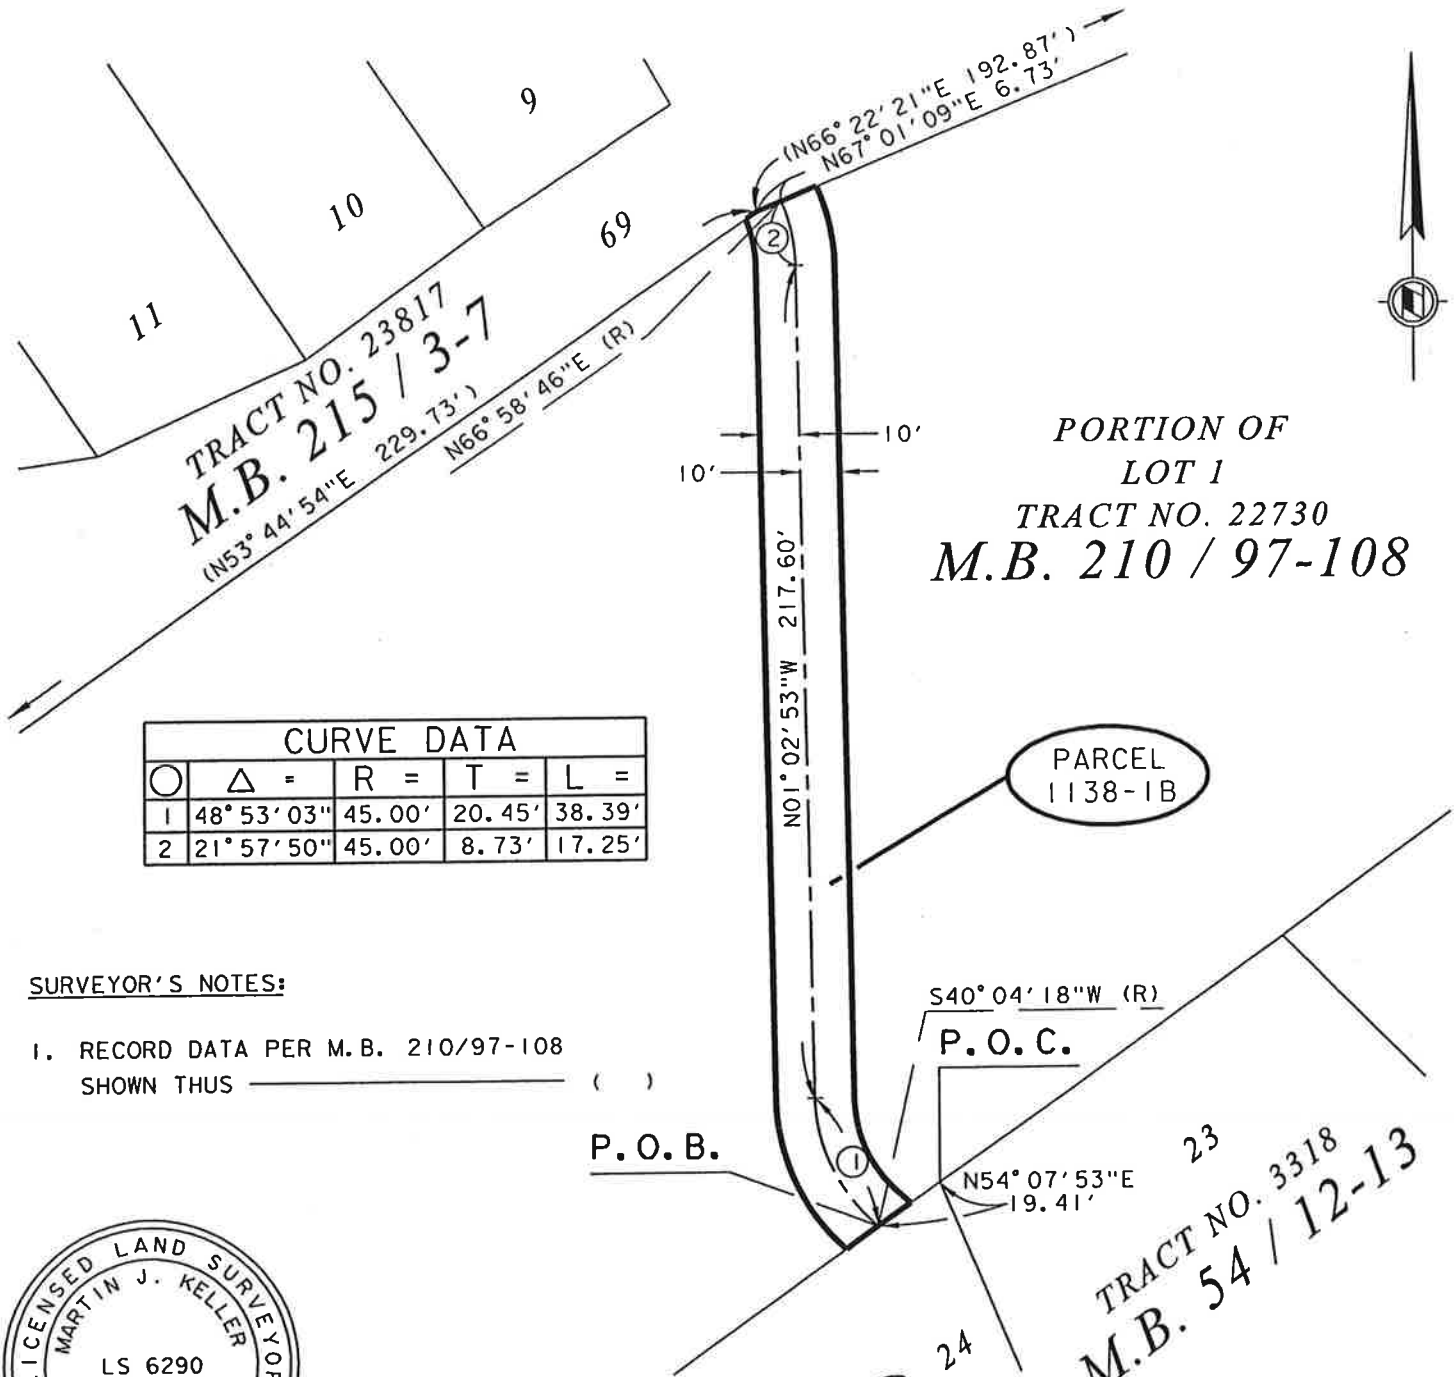 (N66°22'21"E 192.87')
N67°01'09"E 6.73'
9
10
69
11
2
TRACT NO. 23817
M.B. 215 / 3-7
(N53°44'54"E 229.73')
N66°58'46"E (R)
10'
10'
PORTION OF
LOT 1
TRACT NO. 22730
M.B. 210 / 97-108
N01°02'53"W 217.60'
CURVE DATA
Δ = R = T = L =
1 48°53'03" 45.00' 20.45' 38.39'
2 21°57'50" 45.00' 8.73' 17.25'
PARCEL
1138-1B
SURVEYOR'S NOTES:
1. RECORD DATA PER M.B. 210/97-108
SHOWN THUS ( )
S40°04'18"W (R)
P.O.C.
P.O.B.
1
N54°07'53"E
19.41'
23
24
TRACT NO. 3318
M.B. 54 / 12-13
LICENSED LAND SURVEYOR
MARTIN J. KELLER
LS 6290